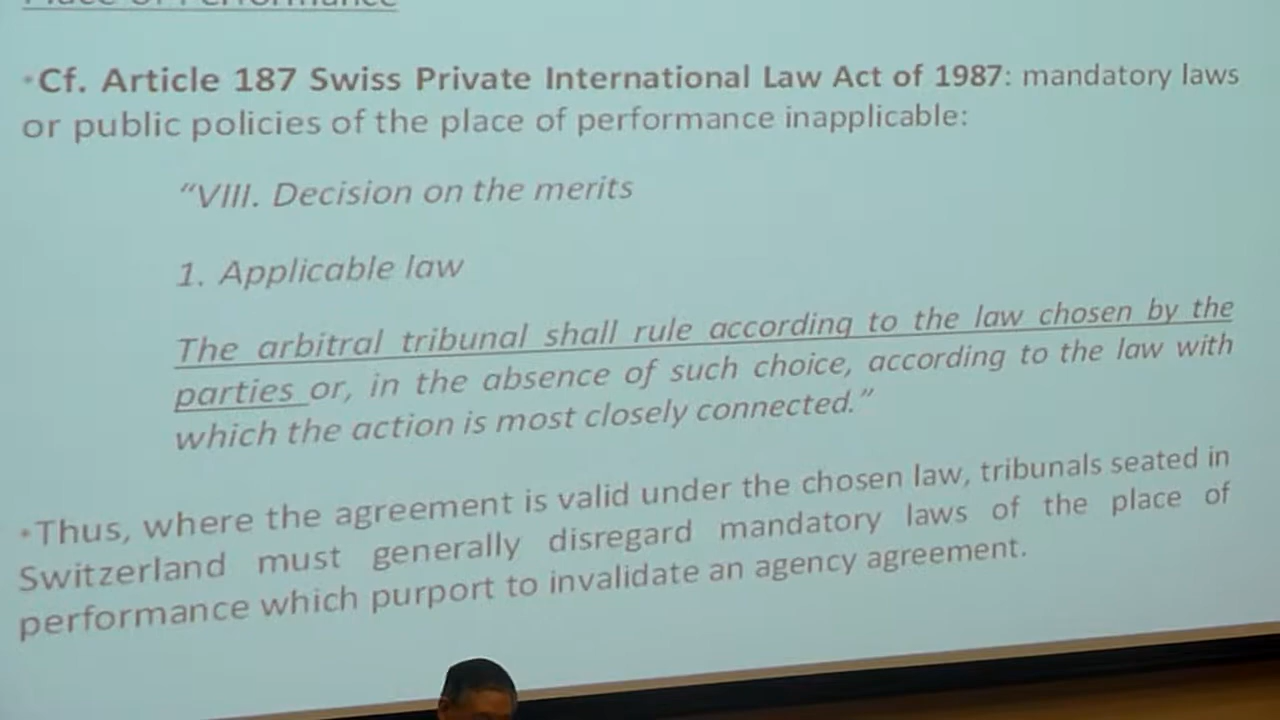 Place of Performance
•Cf. Article 187 Swiss Private International Law Act of 1987: mandatory laws
or public policies of the place of performance inapplicable:
“VIII. Decision on the merits
1. Applicable law
The arbitral tribunal shall rule according to the law chosen by the
parties or, in the absence of such choice, according to the law with
which the action is most closely connected.”
•Thus, where the agreement is valid under the chosen law, tribunals seated in
Switzerland must generally disregard mandatory laws of the place of
performance which purport to invalidate an agency agreement.